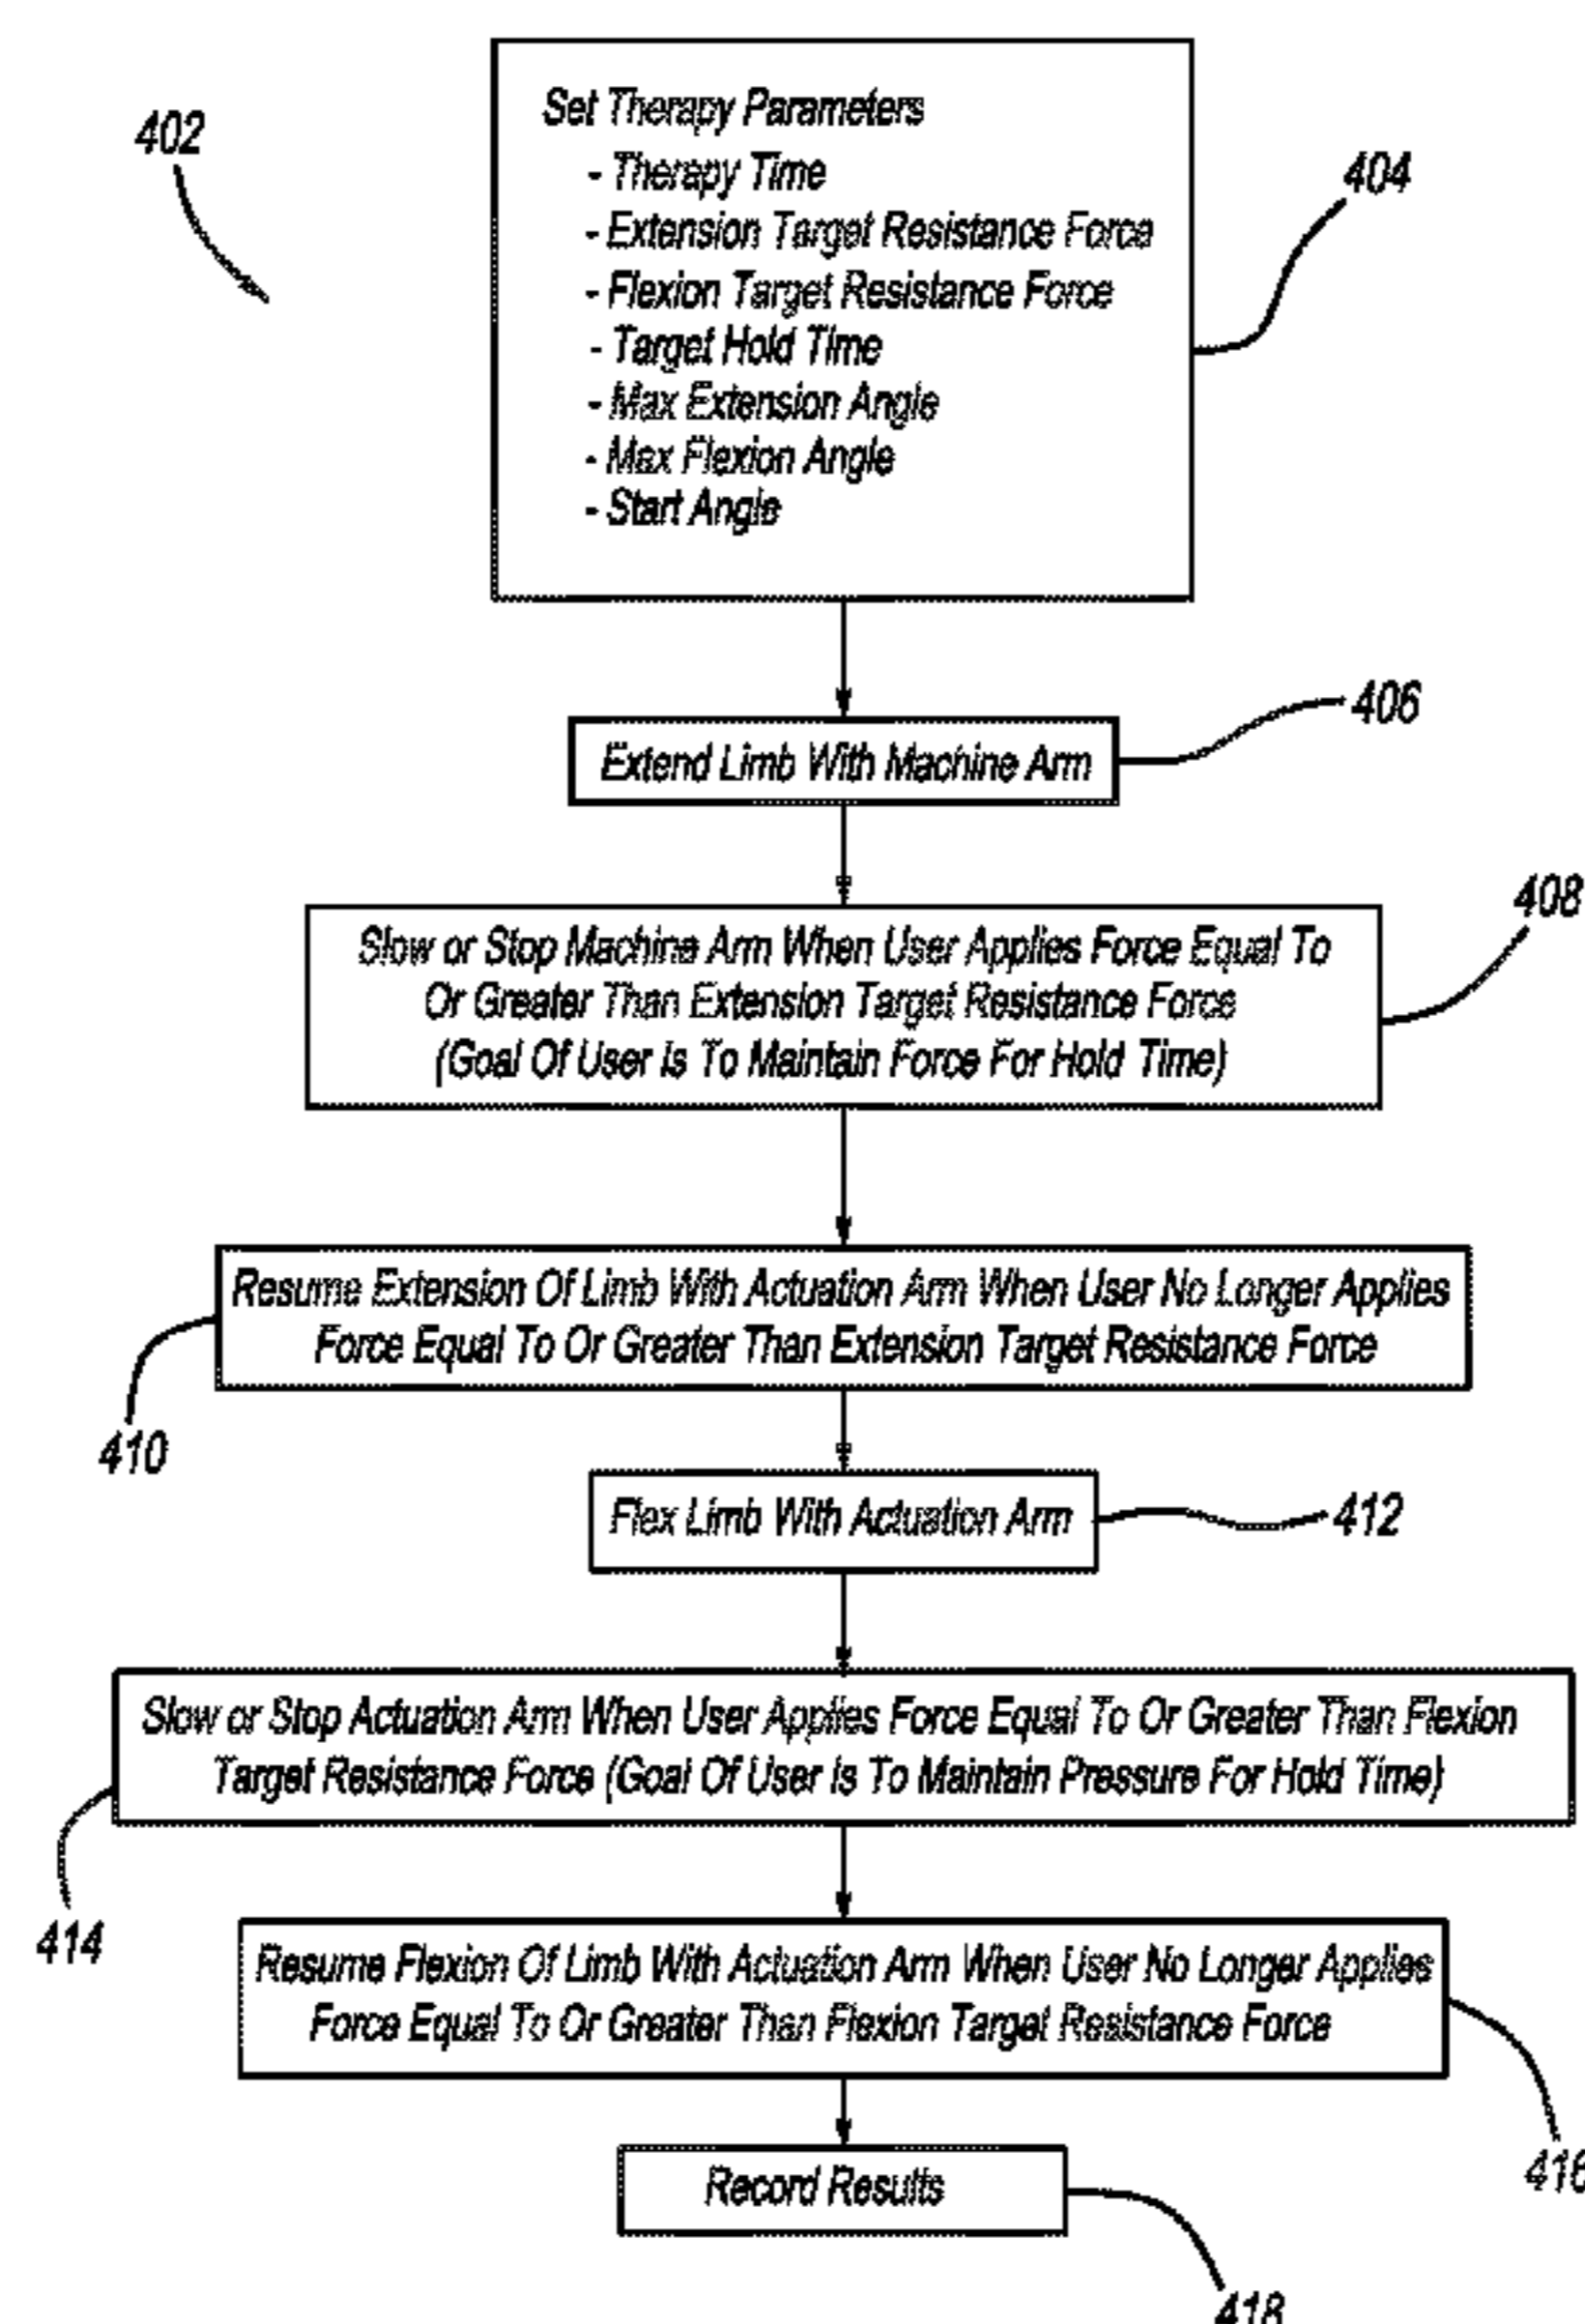 402
Set Therapy Parameters
- Therapy Time
- Extension Target Resistance Force
- Flexion Target Resistance Force
- Target Hold Time
- Max Extension Angle
- Max Flexion Angle
- Start Angle
404
Extend Limb With Machine Arm
406
Slow or Stop Machine Arm When User Applies Force Equal To
Or Greater Than Extension Target Resistance Force
(Goal Of User Is To Maintain Force For Hold Time)
408
Resume Extension Of Limb With Actuation Arm When User No Longer Applies
Force Equal To Or Greater Than Extension Target Resistance Force
410
Flex Limb With Actuation Arm
412
Slow or Stop Actuation Arm When User Applies Force Equal To Or Greater Than Flexion
Target Resistance Force (Goal Of User Is To Maintain Pressure For Hold Time)
414
Resume Flexion Of Limb With Actuation Arm When User No Longer Applies
Force Equal To Or Greater Than Flexion Target Resistance Force
416
Record Results
418